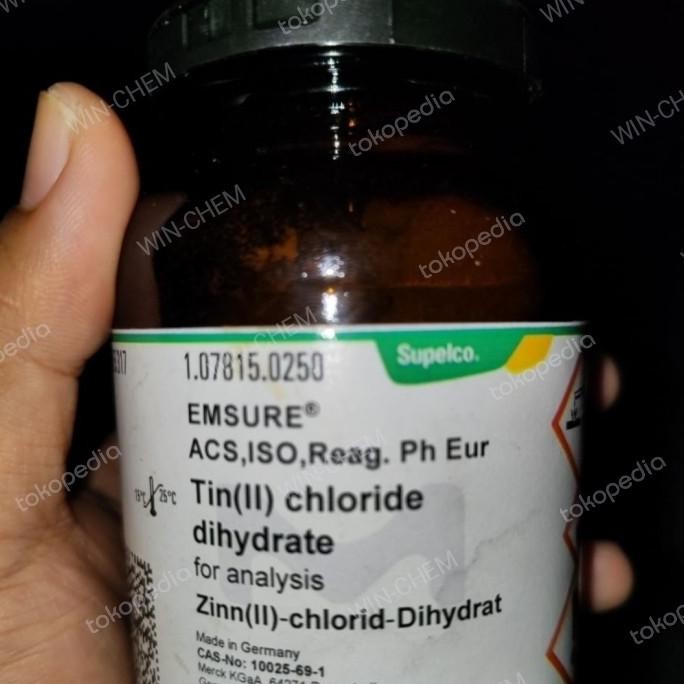 1.07815.0250
Supelco.
EMSURE®
ACS,ISO,Reag. Ph Eur
Tin(II) chloride
dihydrate
for analysis
Zinn(II)-chlorid-Dihydrat
15°C 25°C
Made in Germany
CAS-No: 10025-69-1
Merck KGaA, 64271
WIN-CHEM
tokopedia